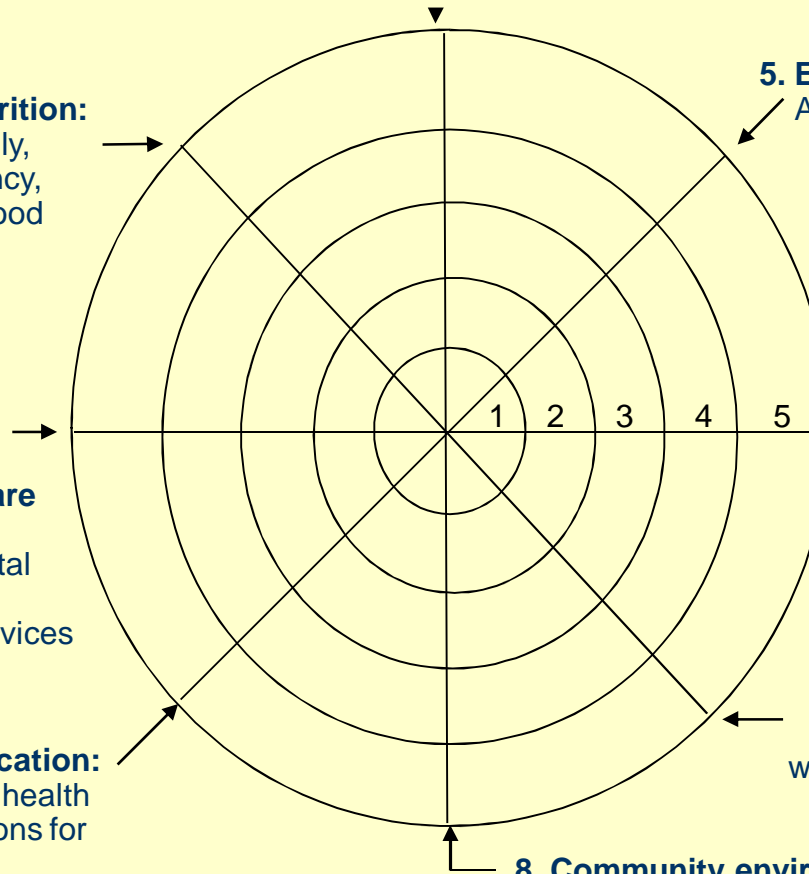 5. E
A
rition:
ly,
ncy,
ood
1 2 3 4 5
are
tal
vices
cation:
health
ons for
w
8. Community envir